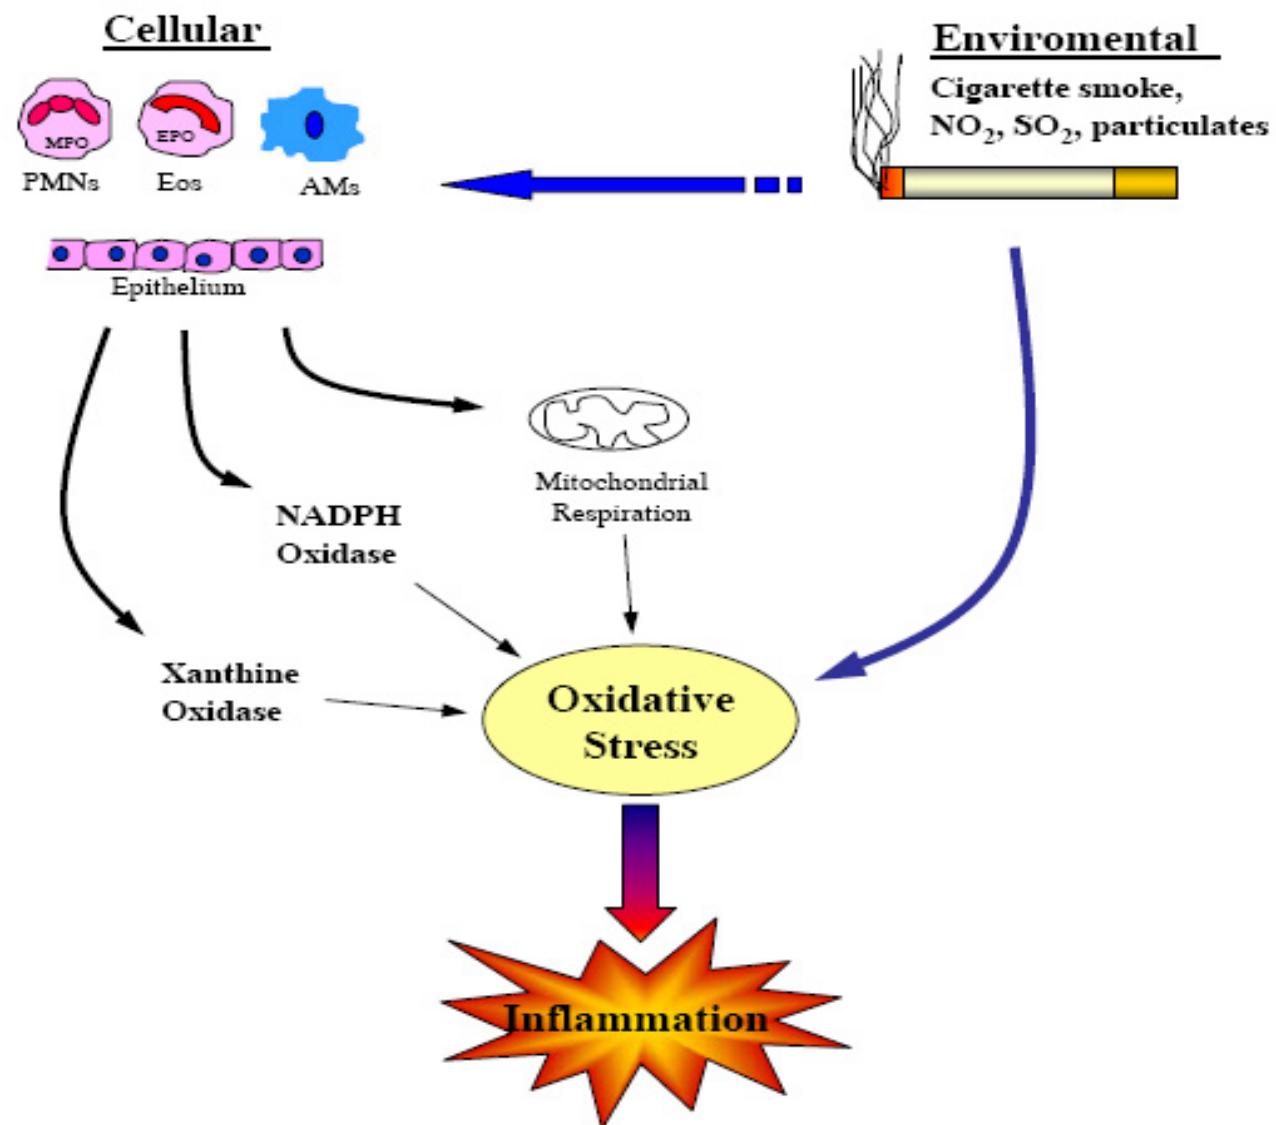 Cellular
Enviromental
Cigarette smoke,
NO₂, SO₂, particulates
MPO
EPO
PMNs
Eos
AMs
Epithelium
Mitochondrial
Respiration
NADPH
Oxidase
Xanthine
Oxidase
Oxidative
Stress
Inflammation